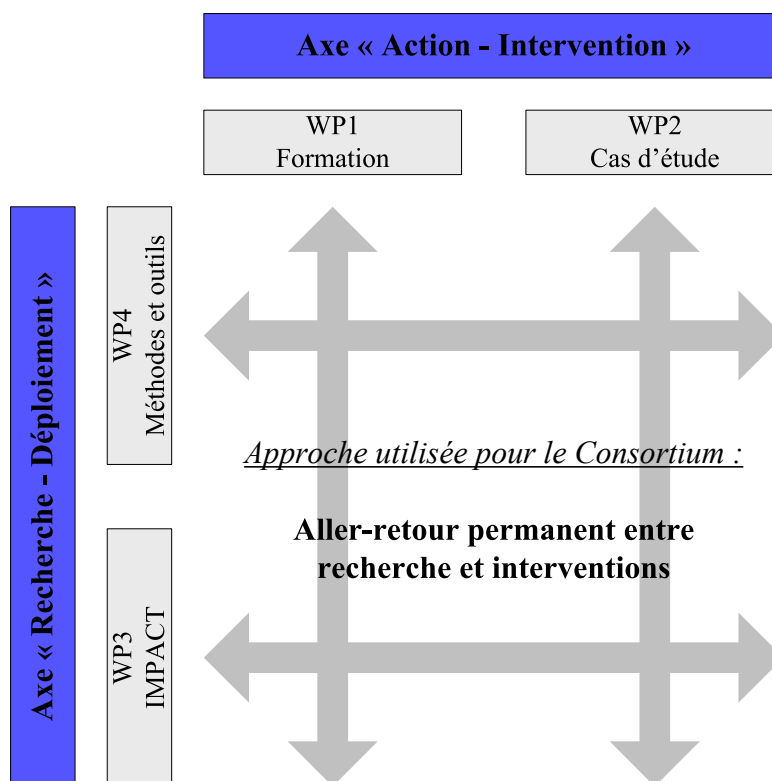 Axe « Action - Intervention »
WP1
Formation
WP2
Cas d’étude
Axe « Recherche - Déploiement »
WP4
Méthodes et outils
WP3
IMPACT
Approche utilisée pour le Consortium :
Aller-retour permanent entre
recherche et interventions